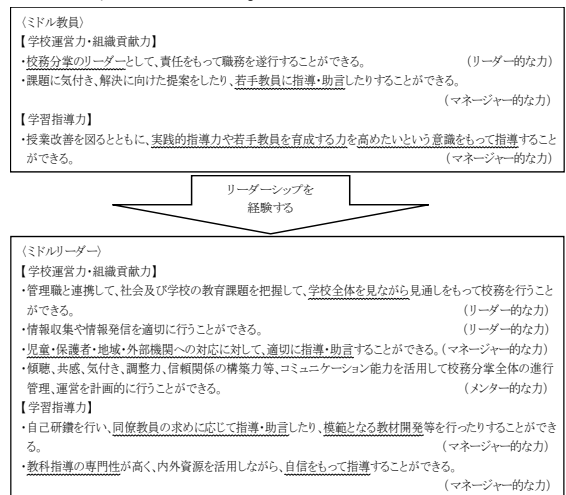 〈ミドル教員〉
【学校運営力・組織貢献力】
・校務分掌のリーダーとして、責任をもって職務を遂行することができる。 (リーダー的な力)
・課題に気付き、解決に向けた提案をしたり、若手教員に指導・助言したりすることができる。
(マネージャー的な力)
【学習指導力】
・授業改善を図るとともに、実践的指導力や若手教員を育成する力を高めたいという意識をもって指導すること
ができる。 (マネージャー的な力)
リーダーシップを
経験する
〈ミドルリーダー〉
【学校運営力・組織貢献力】
・管理職と連携して、社会及び学校の教育課題を把握して、学校全体を見ながら見通しをもって校務を行うこと
ができる。 (リーダー的な力)
・情報収集や情報発信を適切に行うことができる。 (リーダー的な力)
・児童・保護者・地域・外部機関への対応に対して、適切に指導・助言することができる。(マネージャー的な力)
・傾聴、共感、気付き、調整力、信頼関係の構築力等、コミュニケーション能力を活用して校務分掌全体の進行
管理、運営を計画的に行うことができる。 (メンター的な力)
【学習指導力】
・自己研鑽を行い、同僚教員の求めに応じて指導・助言したり、模範となる教材開発等を行ったりすることができ
る。 (マネージャー的な力)
・教科指導の専門性が高く、内外資源を活用しながら、自信をもって指導することができる。
(マネージャー的な力)